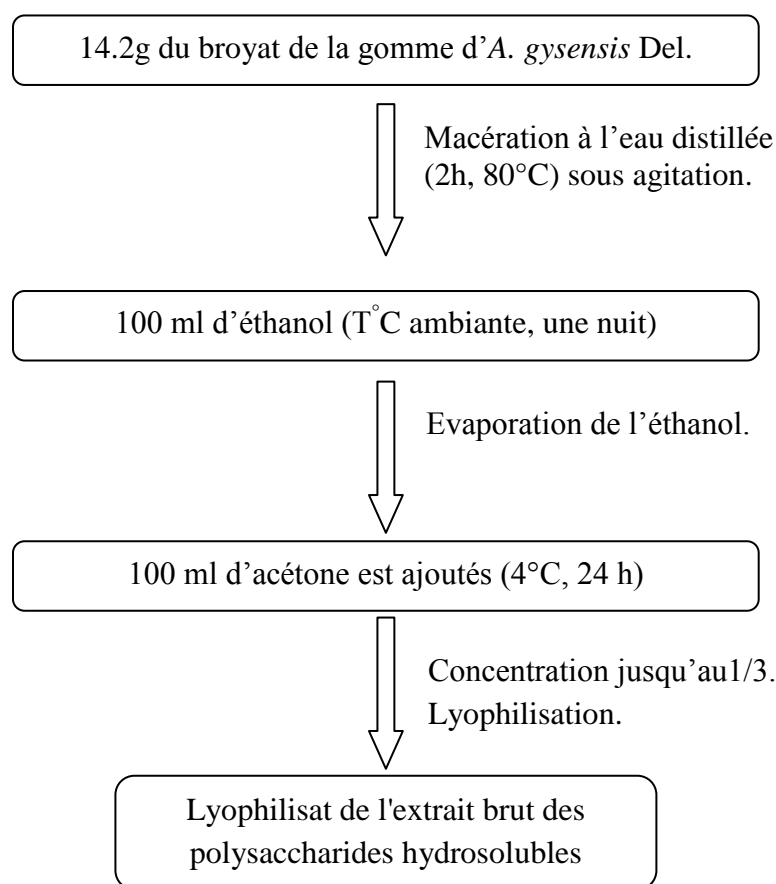 14.2g du broyat de la gomme d’A. gysensis Del.
Macération à l’eau distillée
(2h, 80°C) sous agitation.
100 ml d’éthanol (T°C ambiante, une nuit)
Evaporation de l’éthanol.
100 ml d’acétone est ajoutés (4°C, 24 h)
Concentration jusqu’au1/3.
Lyophilisation.
Lyophilisat de l'extrait brut des
polysaccharides hydrosolubles